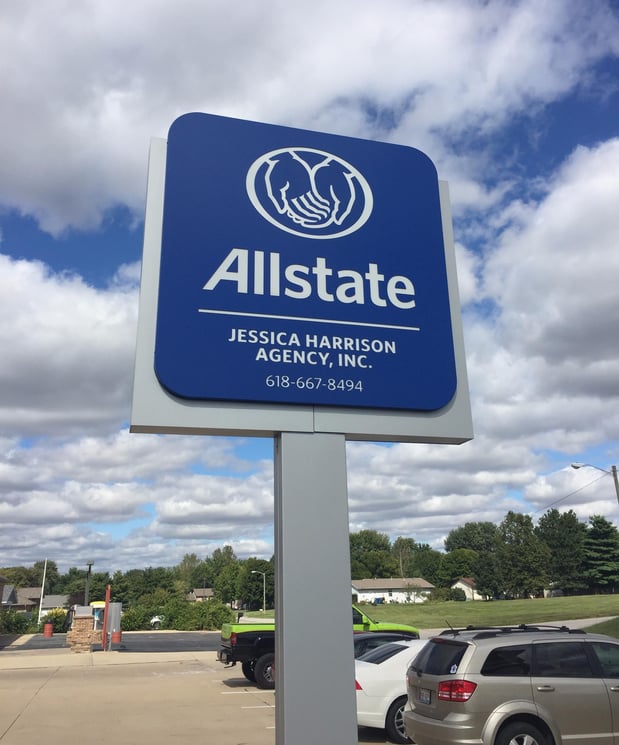 Allstate
JESSICA HARRISON
AGENCY, INC.
618-667-8494